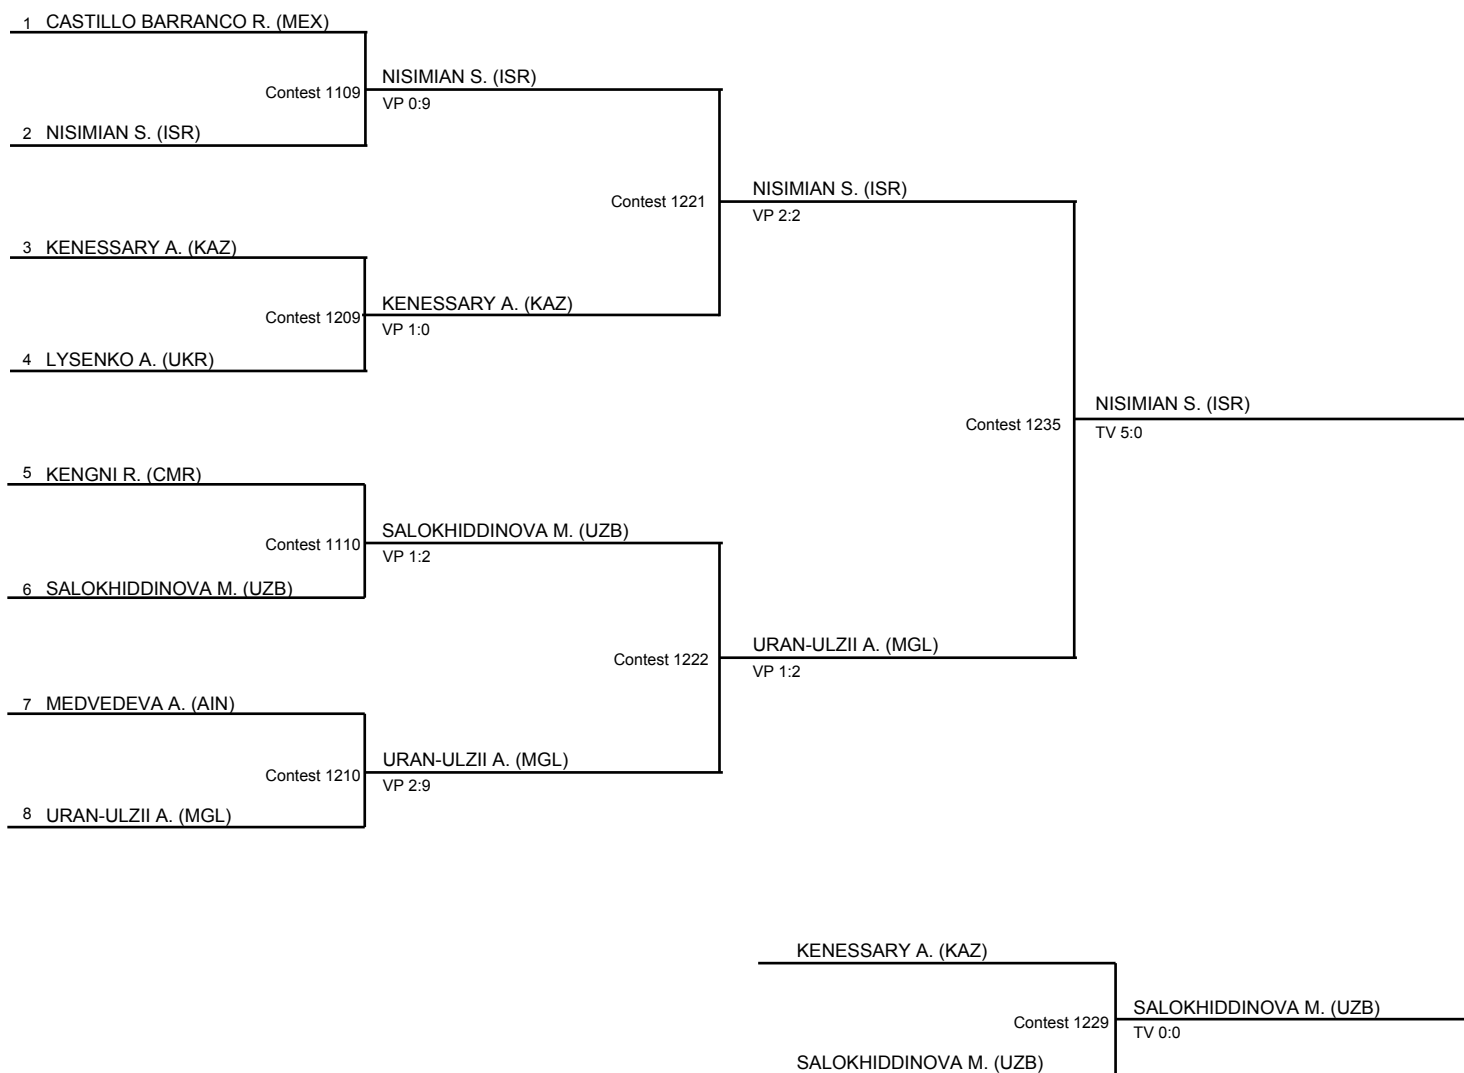 1 CASTILLO BARRANCO R. (MEX)
Contest 1109
NISIMIAN S. (ISR)
VP 0:9
2 NISIMIAN S. (ISR)
Contest 1221
NISIMIAN S. (ISR)
VP 2:2
3 KENESSARY A. (KAZ)
Contest 1209
KENESSARY A. (KAZ)
VP 1:0
4 LYSENKO A. (UKR)
Contest 1235
NISIMIAN S. (ISR)
TV 5:0
5 KENGNI R. (CMR)
Contest 1110
SALOKHIDDINOVA M. (UZB)
VP 1:2
6 SALOKHIDDINOVA M. (UZB)
Contest 1222
URAN-ULZII A. (MGL)
VP 1:2
7 MEDVEDEVA A. (AIN)
Contest 1210
URAN-ULZII A. (MGL)
VP 2:9
8 URAN-ULZII A. (MGL)
KENESSARY A. (KAZ)
Contest 1229
SALOKHIDDINOVA M. (UZB)
TV 0:0
SALOKHIDDINOVA M. (UZB)